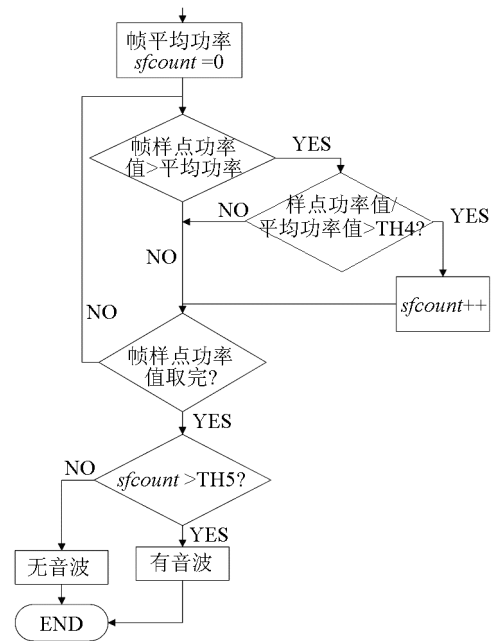 帧平均功率
sfcount =0
帧样点功率
值>平均功率
YES
样点功率值/
平均功率值>TH4?
NO
YES
NO
sfcount++
NO
帧样点功率
值取完?
YES
sfcount >TH5?
NO
YES
无音波
有音波
END